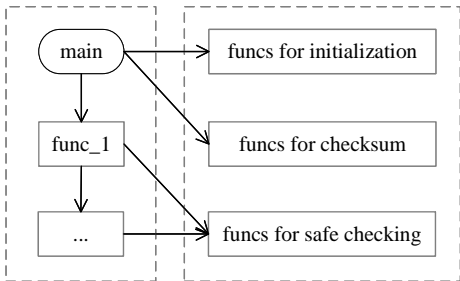 main
funcs for initialization
func_1
funcs for checksum
...
funcs for safe checking